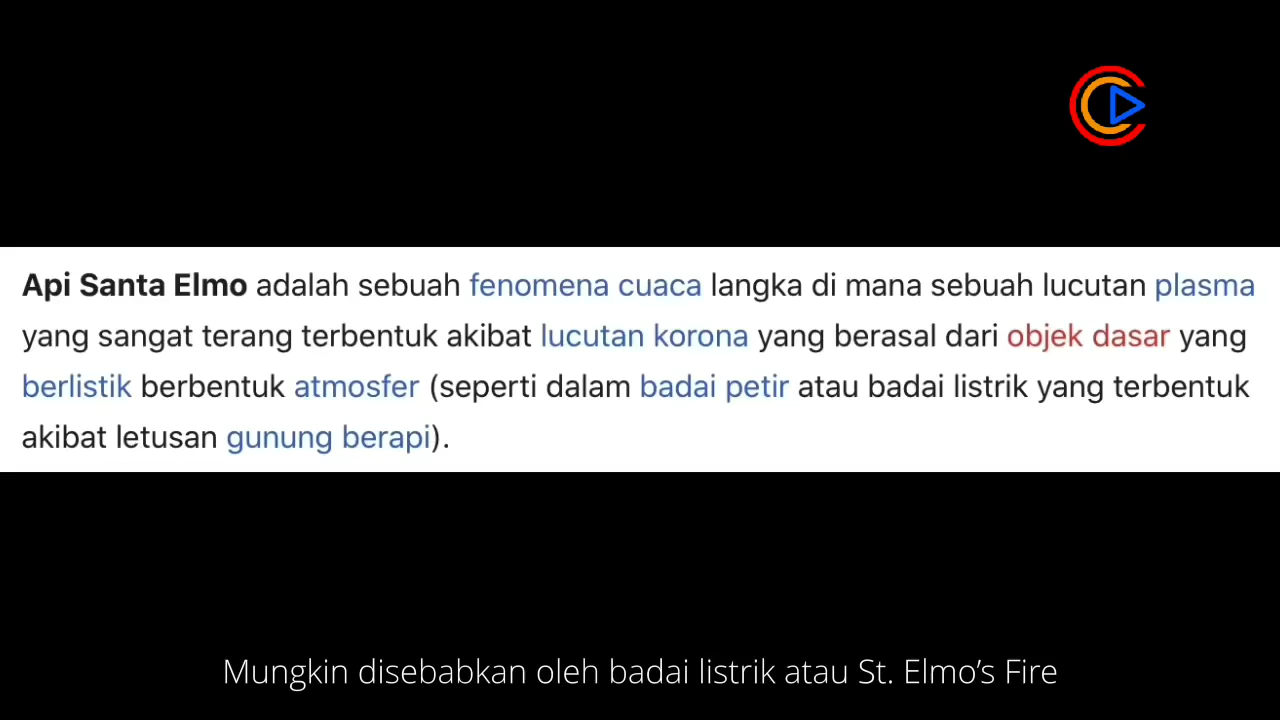 Api Santa Elmo adalah sebuah fenomena cuaca langka di mana sebuah lucutan plasma
yang sangat terang terbentuk akibat lucutan korona yang berasal dari objek dasar yang
berlistik berbentuk atmosfer (seperti dalam badai petir atau badai listrik yang terbentuk
akibat letusan gunung berapi).
Mungkin disebabkan oleh badai listrik atau St. Elmo’s Fire